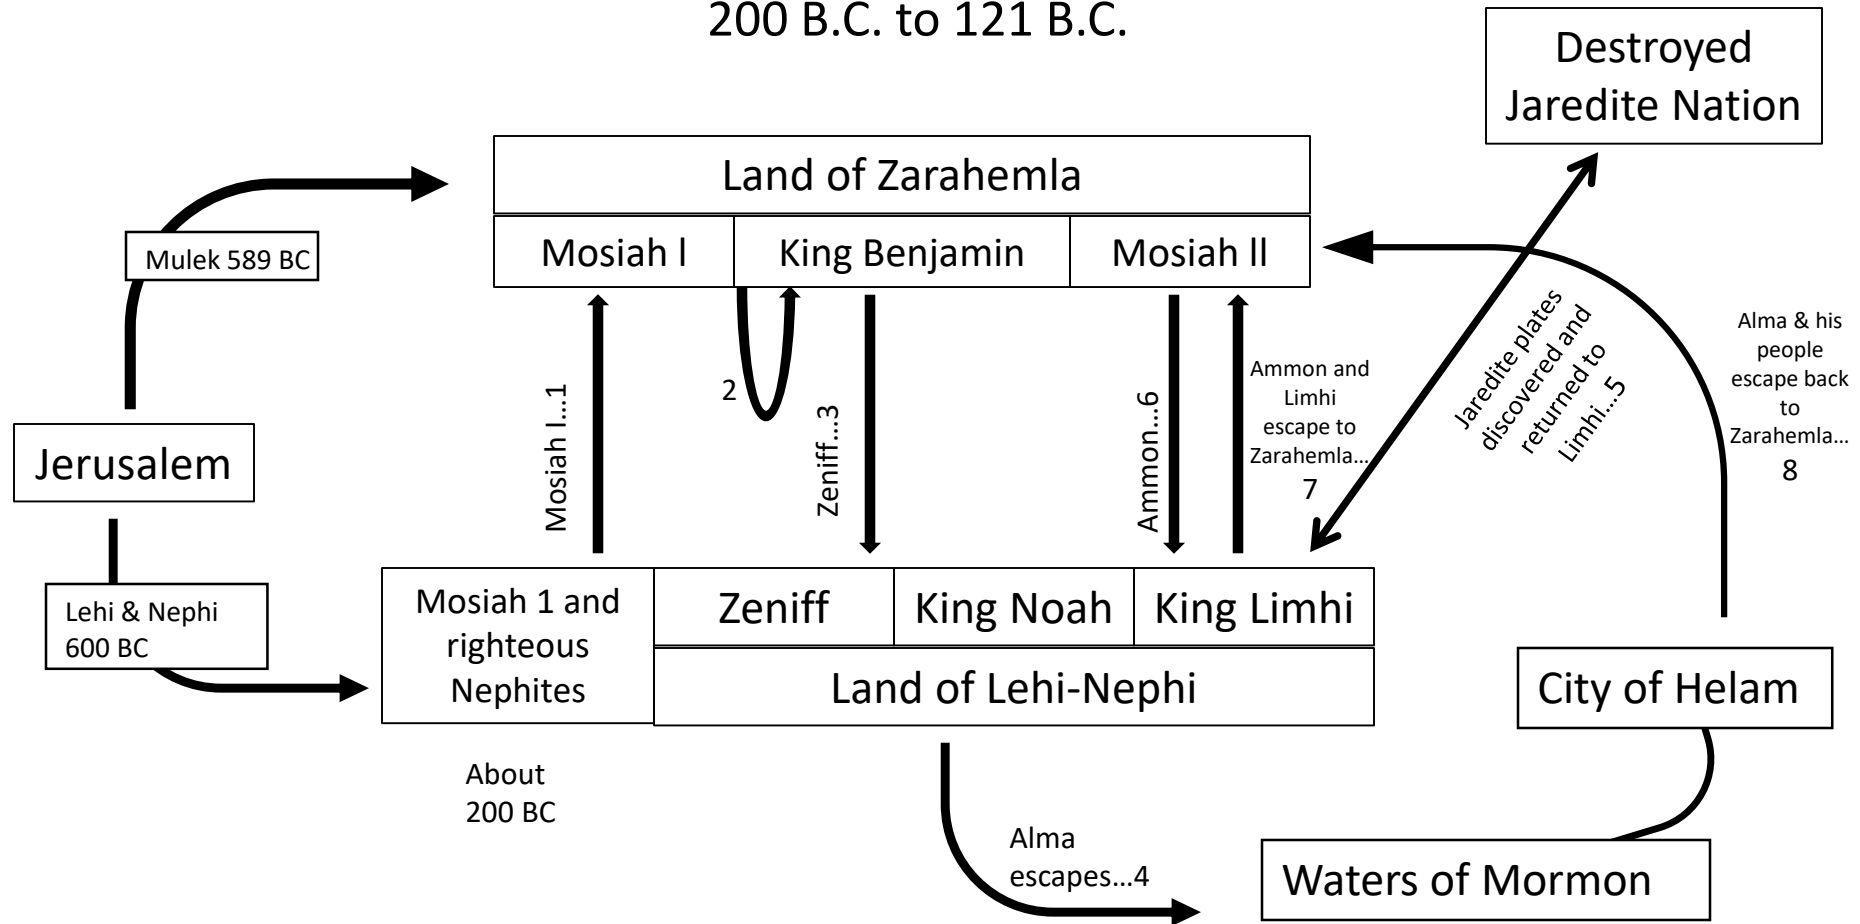 200 B.C. to 121 B.C.
Destroyed
Jaredite Nation
Land of Zarahemla
Mosiah l
King Benjamin
Mosiah ll
Mulek 589 BC
Jerusalem
Lehi & Nephi
600 BC
Mosiah l...1
2
Zeniff...3
Ammon...6
Ammon and
Limhi
escape to
Zarahemla...
7
Jaredite plates
discovered and
returned to
Limhi...5
Alma & his
people
escape back
to
Zarahemla...
8
Mosiah 1 and
righteous
Nephites
Zeniff
King Noah
King Limhi
Land of Lehi-Nephi
City of Helam
About
200 BC
Alma
escapes...4
Waters of Mormon